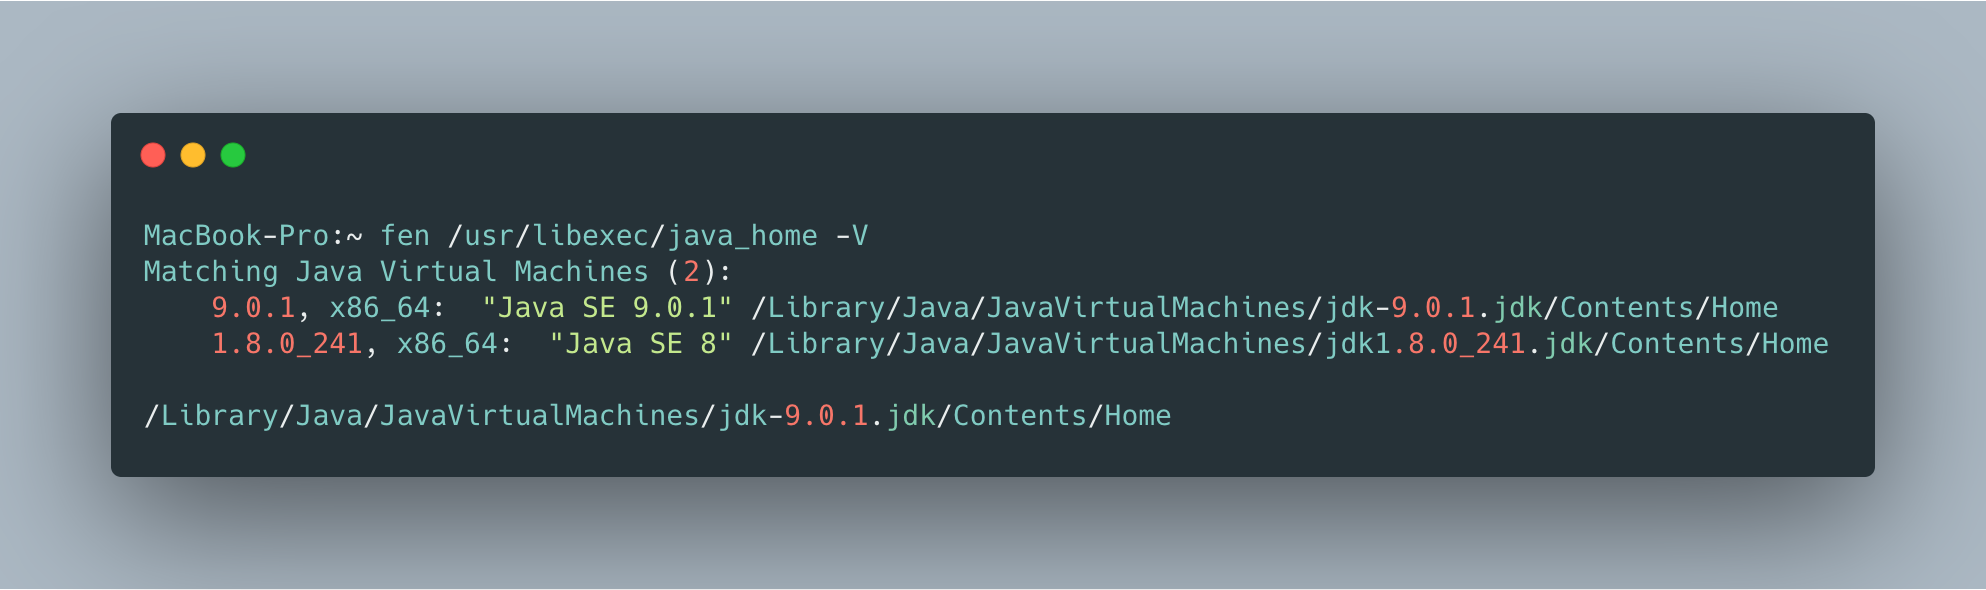 MacBook-Pro:~ fen /usr/libexec/java_home -V
Matching Java Virtual Machines (2):
    9.0.1, x86_64:  "Java SE 9.0.1" /Library/Java/JavaVirtualMachines/jdk-9.0.1.jdk/Contents/Home
    1.8.0_241, x86_64:  "Java SE 8" /Library/Java/JavaVirtualMachines/jdk1.8.0_241.jdk/Contents/Home

/Library/Java/JavaVirtualMachines/jdk-9.0.1.jdk/Contents/Home